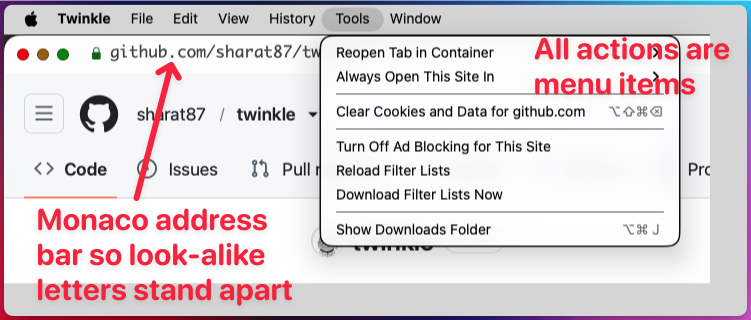 Twinkle File Edit View History Tools Window
github.com/sharat87/tw
Reopen Tab in Container
Always Open This Site In
All actions are
menu items
Clear Cookies and Data for github.com ⌥⇧⌘⌫
sharat87 / twinkle
Turn Off Ad Blocking for This Site
Code Issues Pull Pro
Reload Filter Lists
Download Filter Lists Now
Show Downloads Folder ⌥⌘ J
twinkle
Monaco address
bar so look-alike
letters stand apart